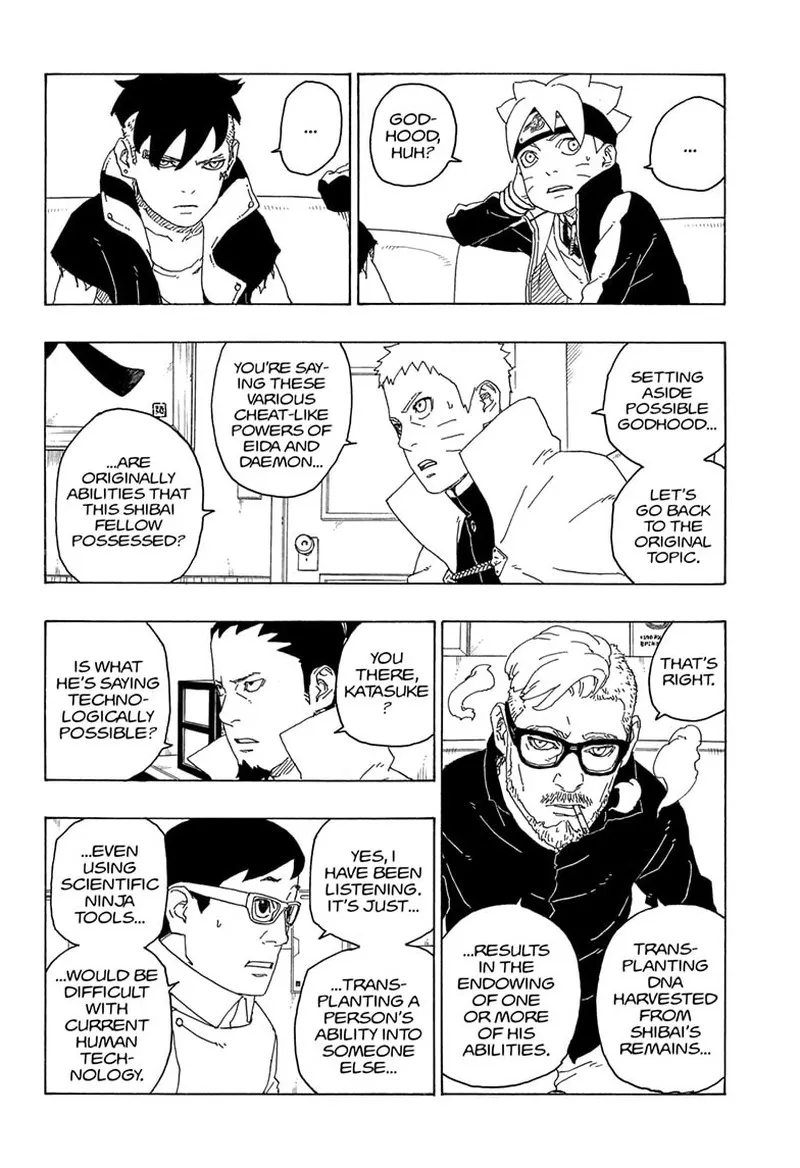 ...
GOD-
HOOD,
HUH?
...
SETTING
ASIDE
POSSIBLE
GODHOOD...
LET'S
GO BACK
TO THE
ORIGINAL
TOPIC.
YOU'RE SAY-
ING THESE
VARIOUS
CHEAT-LIKE
POWERS OF
EIDA AND
DAEMON...
...ARE
ORIGINALLY
ABILITIES THAT
THIS SHIBAI
FELLOW
POSSESSED?
THAT'S
RIGHT.
TRANS-
PLANTING
DNA
HARVESTED
FROM
SHIBAI'S
REMAINS...
...RESULTS
IN THE
ENDOWING
OF ONE
OR MORE
OF HIS
ABILITIES.
YOU
THERE,
KATASUKE
?
IS WHAT
HE'S SAYING
TECHNO-
LOGICALLY
POSSIBLE?
YES, I
HAVE BEEN
LISTENING.
IT'S JUST...
...TRANS-
PLANTING A
PERSON'S
ABILITY INTO
SOMEONE
ELSE...
...EVEN
USING
SCIENTIFIC
NINJA
TOOLS...
...WOULD BE
DIFFICULT
WITH
CURRENT
HUMAN
TECH-
NOLOGY.